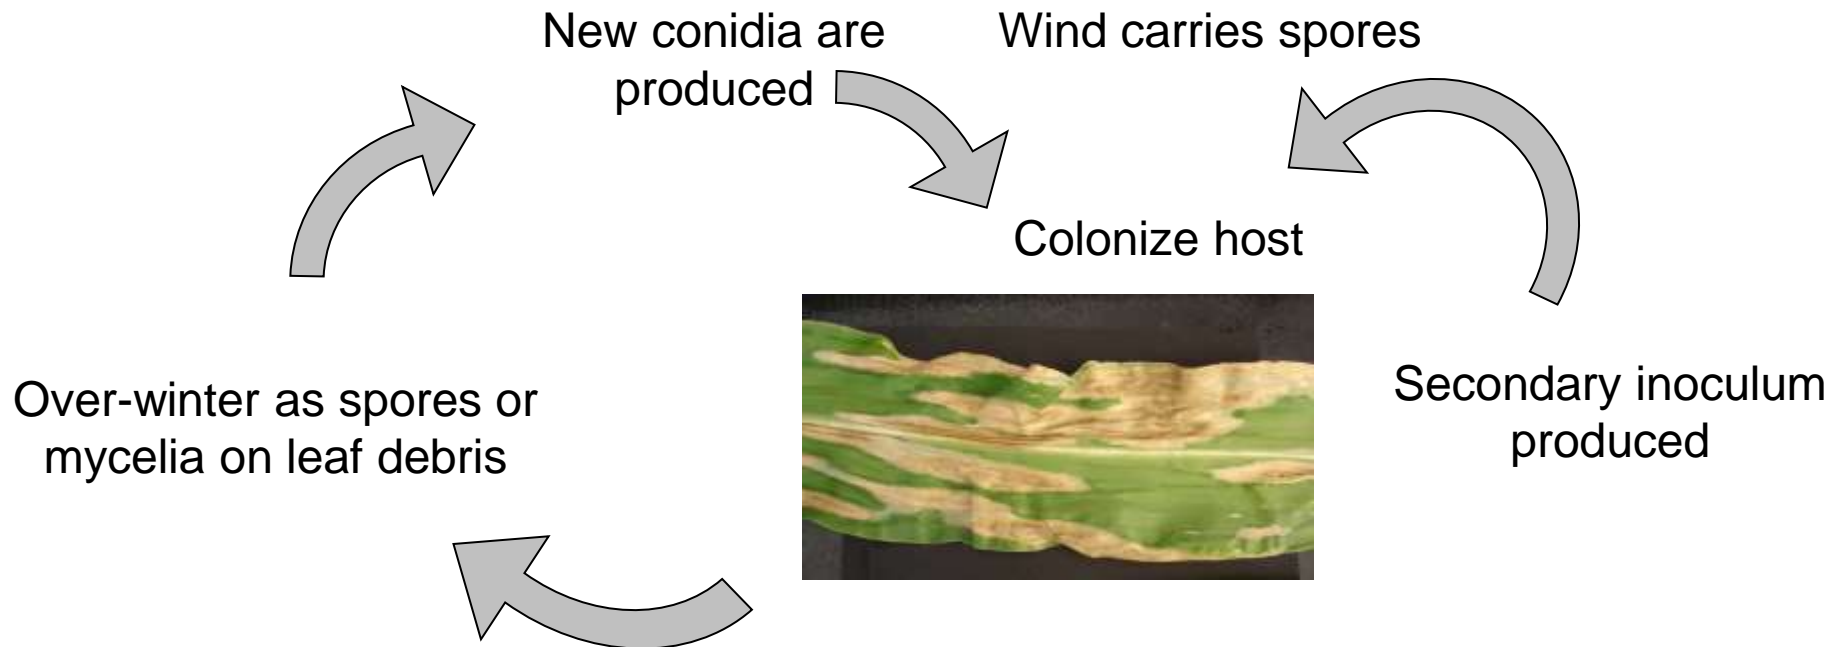 New conidia are
produced
Wind carries spores
Colonize host
Over-winter as spores or
mycelia on leaf debris
Secondary inoculum
produced